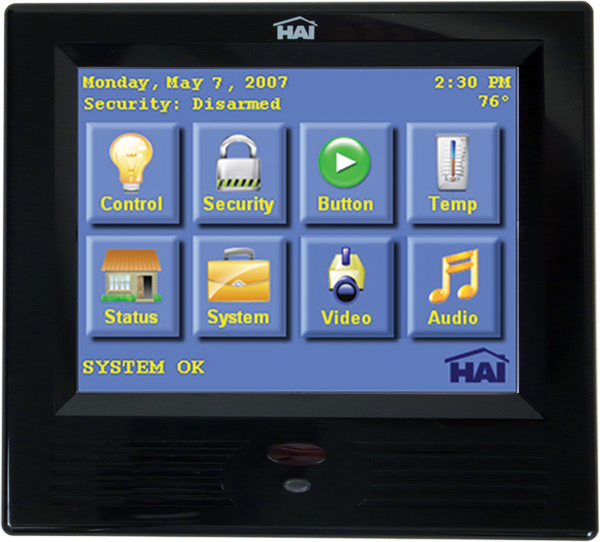 HAI
Monday, May 7, 2007 2:30 PM
Security: Disarmed 76°
Control Security Button Temp
Status System Video Audio
SYSTEM OK
HAI